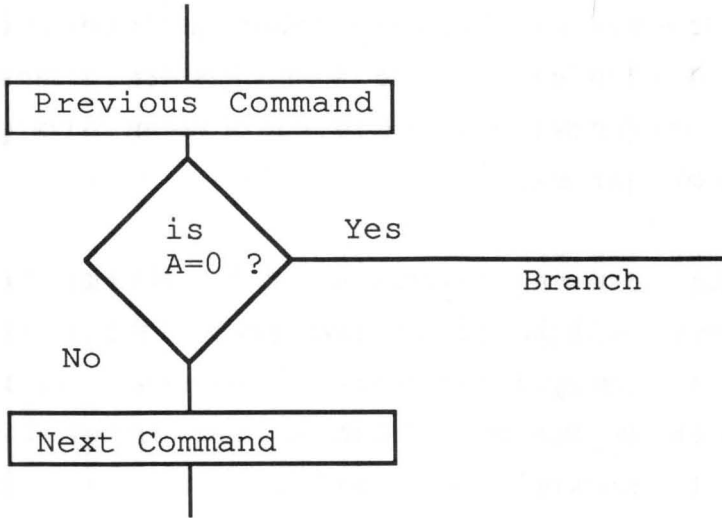 Previous Command
is
A=0 ?
Yes
Branch
No
Next Command